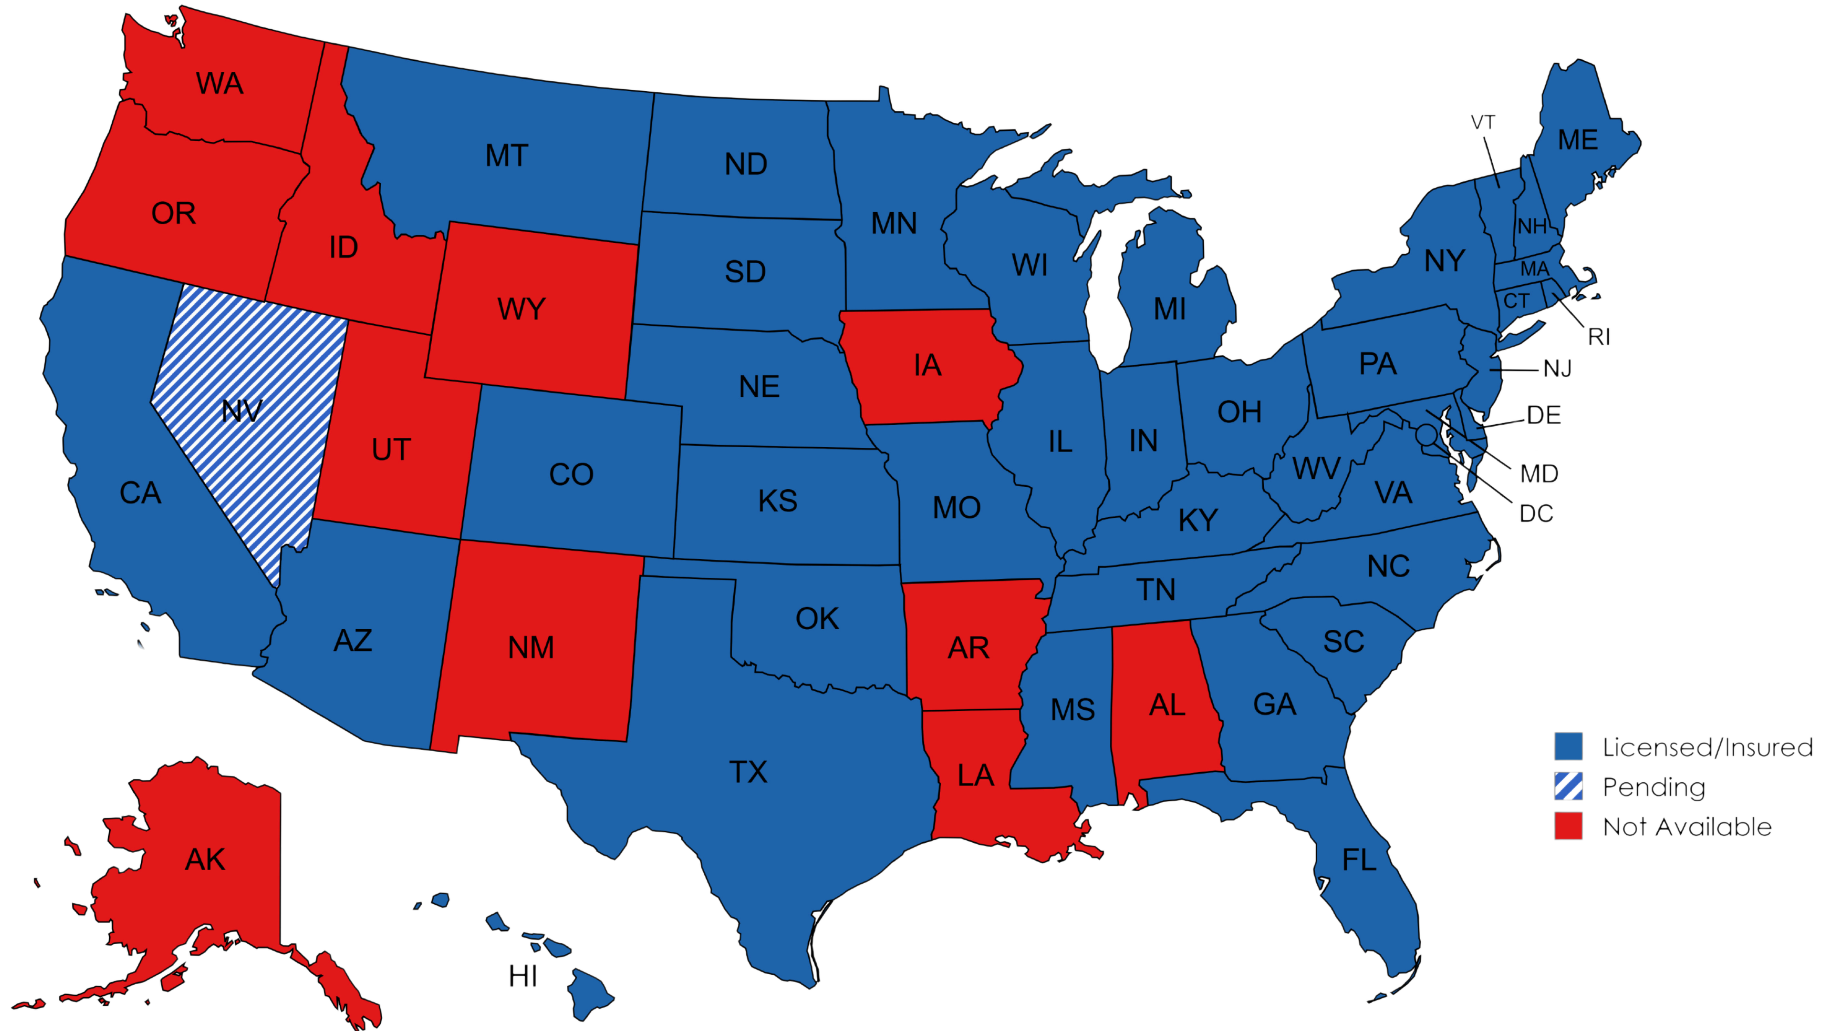 WA
VT
ME
MT
ND
OR
MN
NH
ID
WI
NY
MA
SD
CT
WY
MI
RI
IA
PA
NJ
NE
NV
OH
DE
UT
IL
IN
CO
WV
MD
CA
KS
MO
VA
DC
KY
NC
TN
OK
AZ
NM
AR
SC
MS
AL
GA
TX
LA
Licensed/Insured
Pending
Not Available
AK
FL
HI